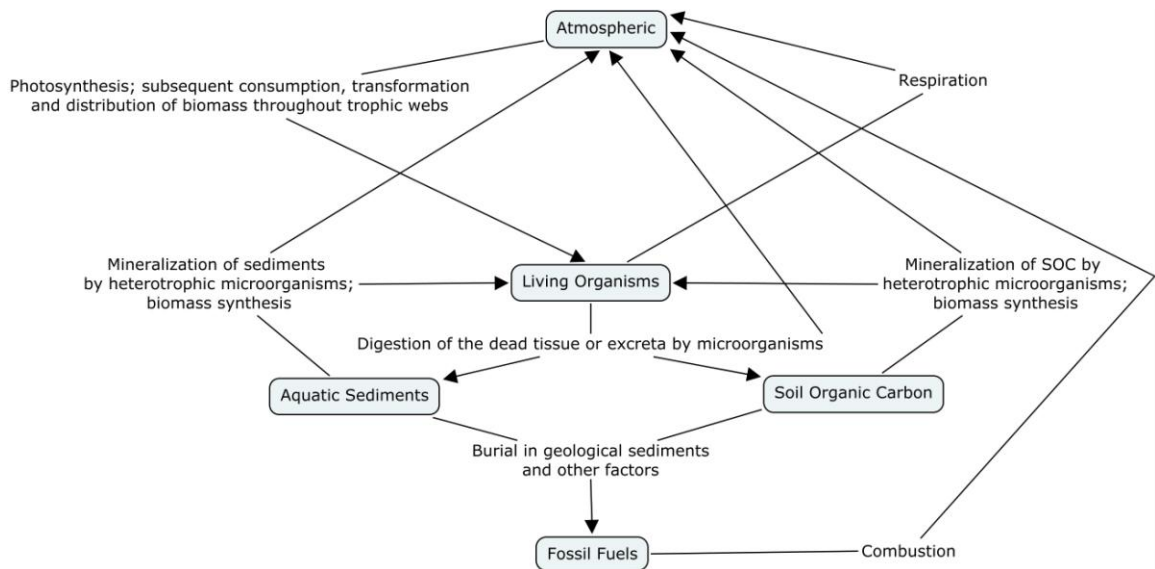 Atmospheric
Photosynthesis; subsequent consumption, transformation
and distribution of biomass throughout trophic webs
Respiration
Mineralization of sediments
by heterotrophic microorganisms;
biomass synthesis
Living Organisms
Mineralization of SOC by
heterotrophic microorganisms;
biomass synthesis
Digestion of the dead tissue or excreta by microorganisms
Aquatic Sediments
Soil Organic Carbon
Burial in geological sediments
and other factors
Fossil Fuels
Combustion